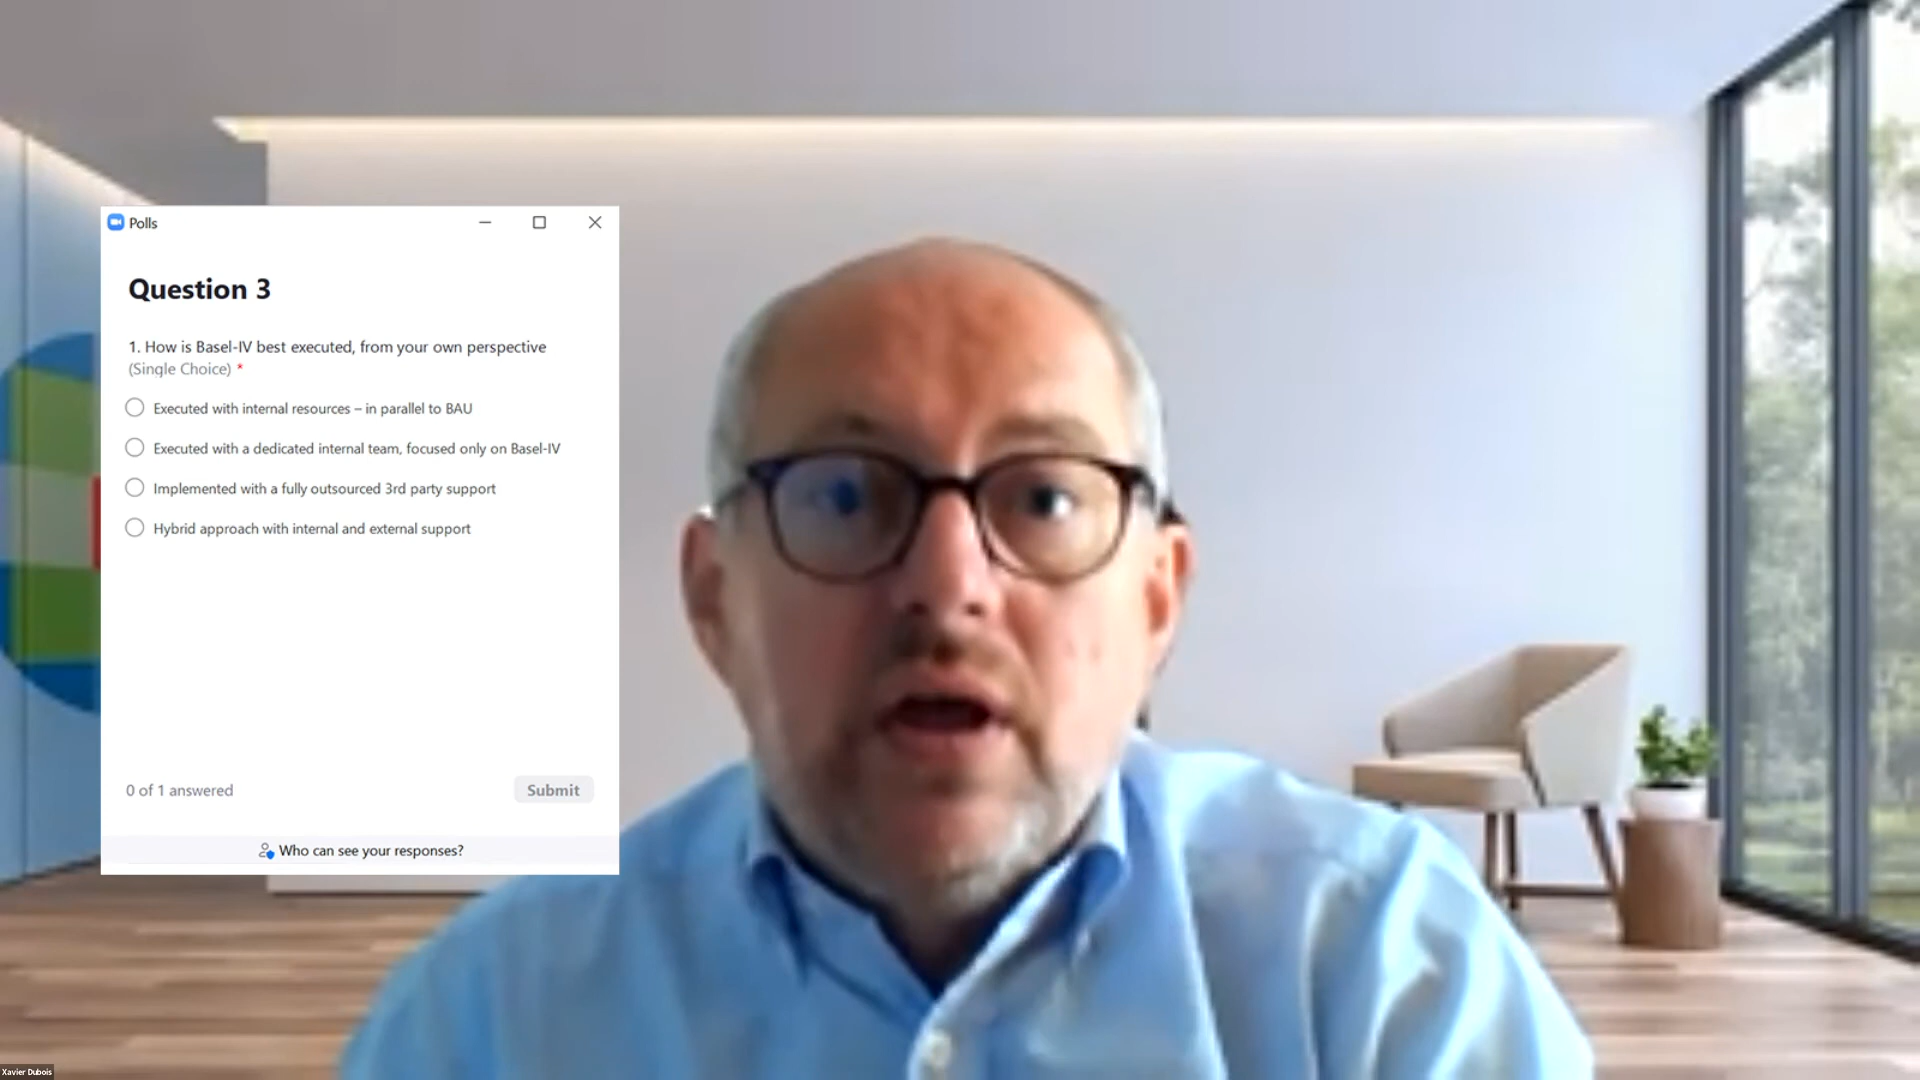 Polls
Question 3
1. How is Basel-IV best executed, from your own perspective
(Single Choice) *
Executed with internal resources – in parallel to BAU
Executed with a dedicated internal team, focused only on Basel-IV
Implemented with a fully outsourced 3rd party support
Hybrid approach with internal and external support
0 of 1 answered
Submit
Who can see your responses?
Xavier Dubois